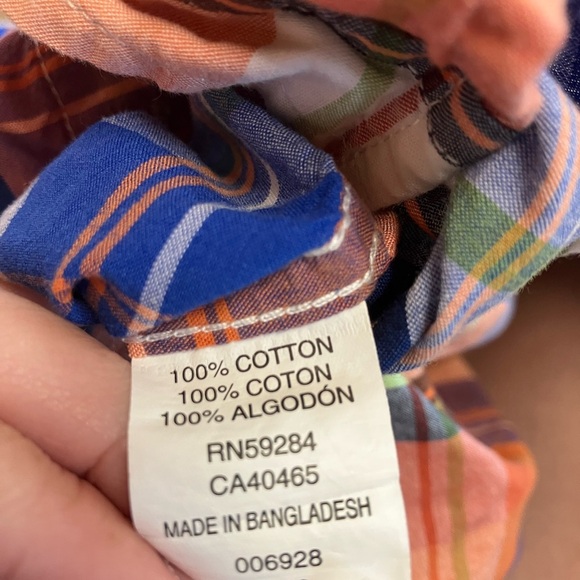 100% COTTON
100% COTON
100% ALGODÓN
RN59284
CA40465
MADE IN BANGLADESH
006928